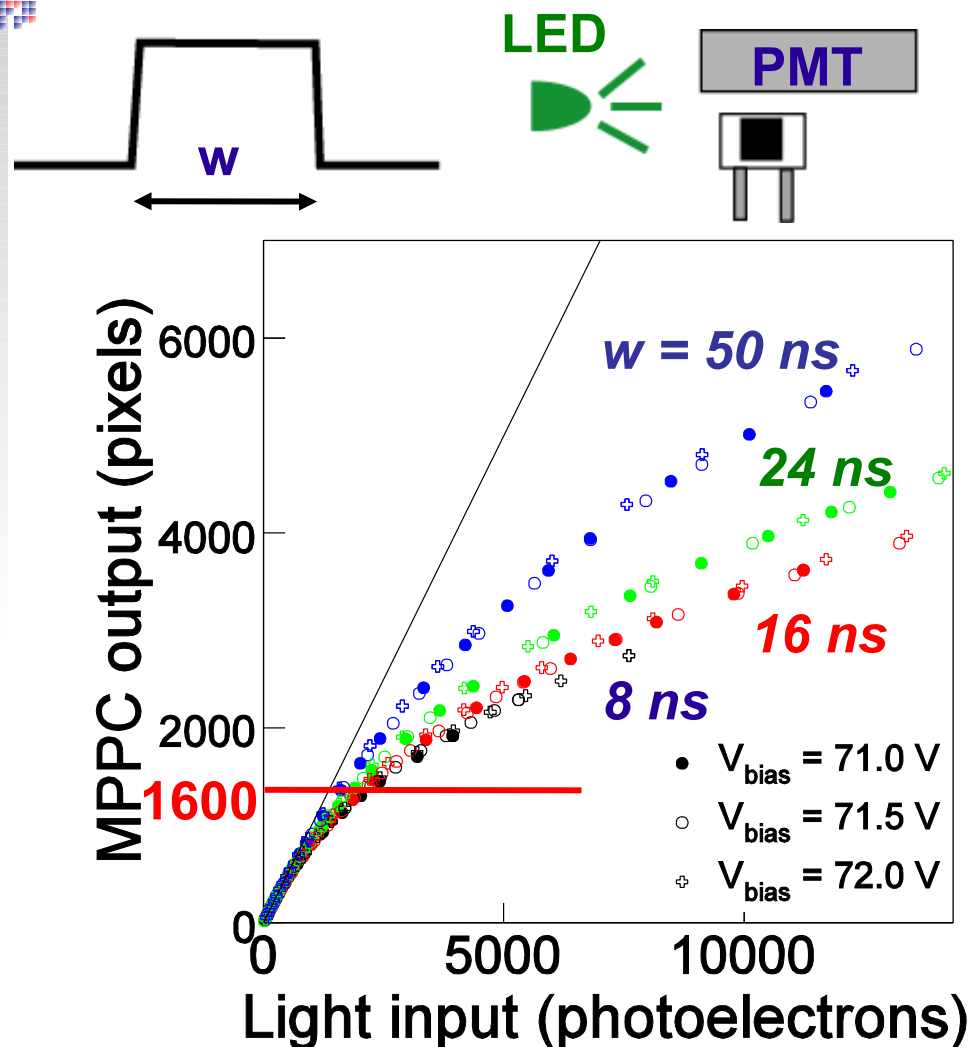 LED
PMT
w
MPPC output (pixels)
6000
4000
2000
1600
0
w = 50 ns
24 ns
16 ns
8 ns
V_bias = 71.0 V
V_bias = 71.5 V
V_bias = 72.0 V
0 5000 10000
Light input (photoelectrons)